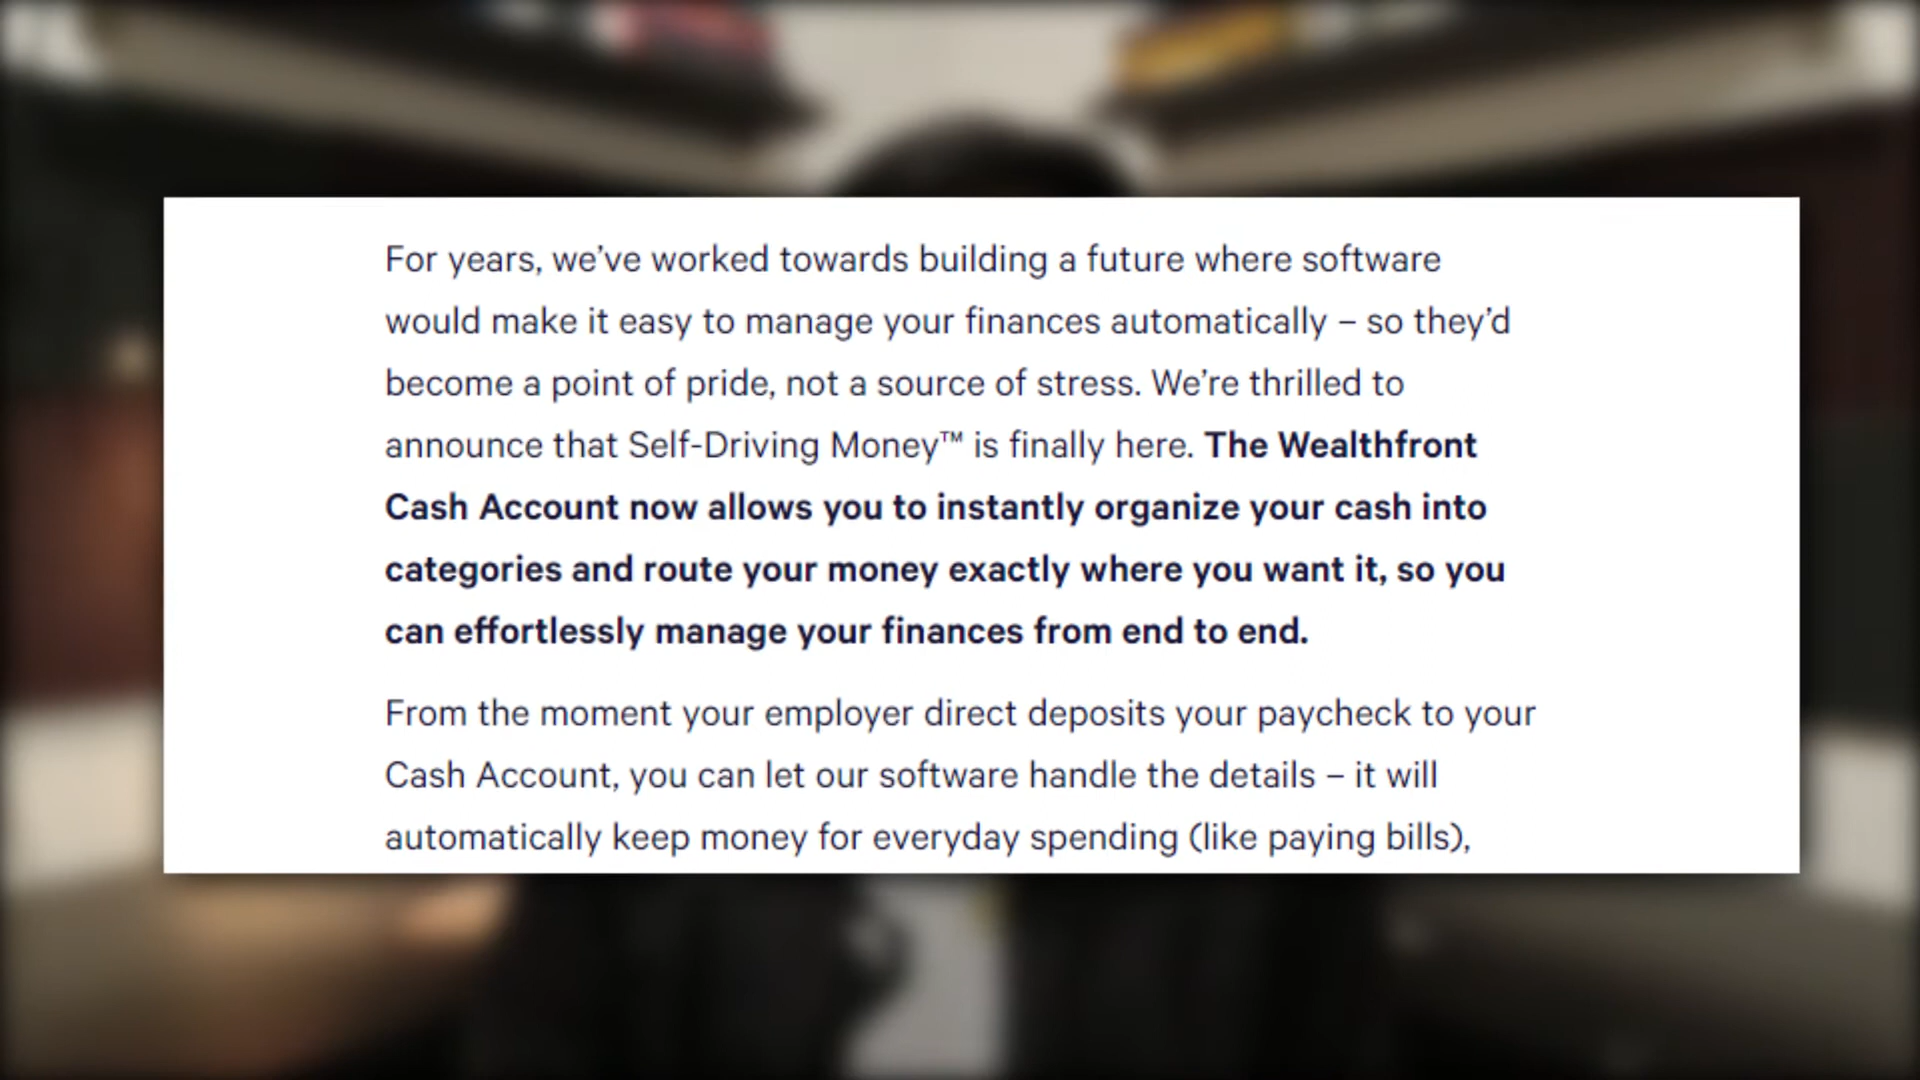 For years, we’ve worked towards building a future where software
would make it easy to manage your finances automatically – so they’d
become a point of pride, not a source of stress. We’re thrilled to
announce that Self-Driving Money™ is finally here. The Wealthfront
Cash Account now allows you to instantly organize your cash into
categories and route your money exactly where you want it, so you
can effortlessly manage your finances from end to end.
From the moment your employer direct deposits your paycheck to your
Cash Account, you can let our software handle the details – it will
automatically keep money for everyday spending (like paying bills),